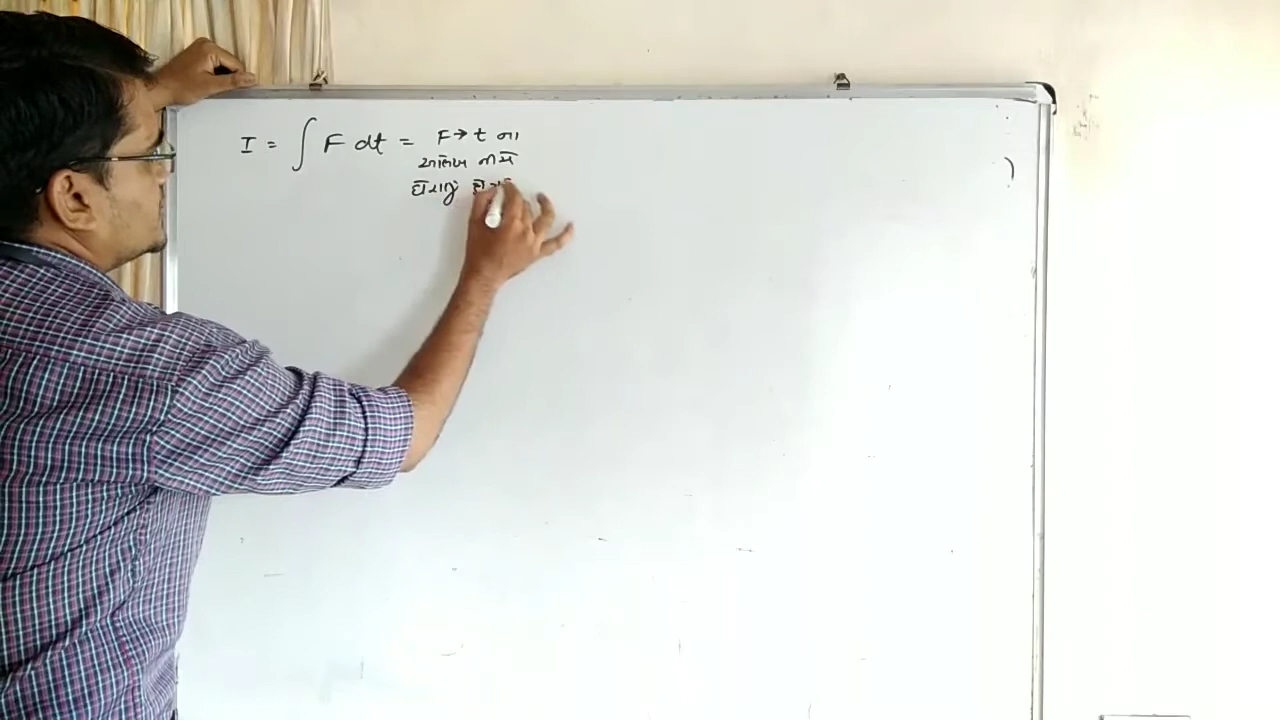 I = ∫ F dt = F → t ના
આલેખ નીચે
ઘેરાતું